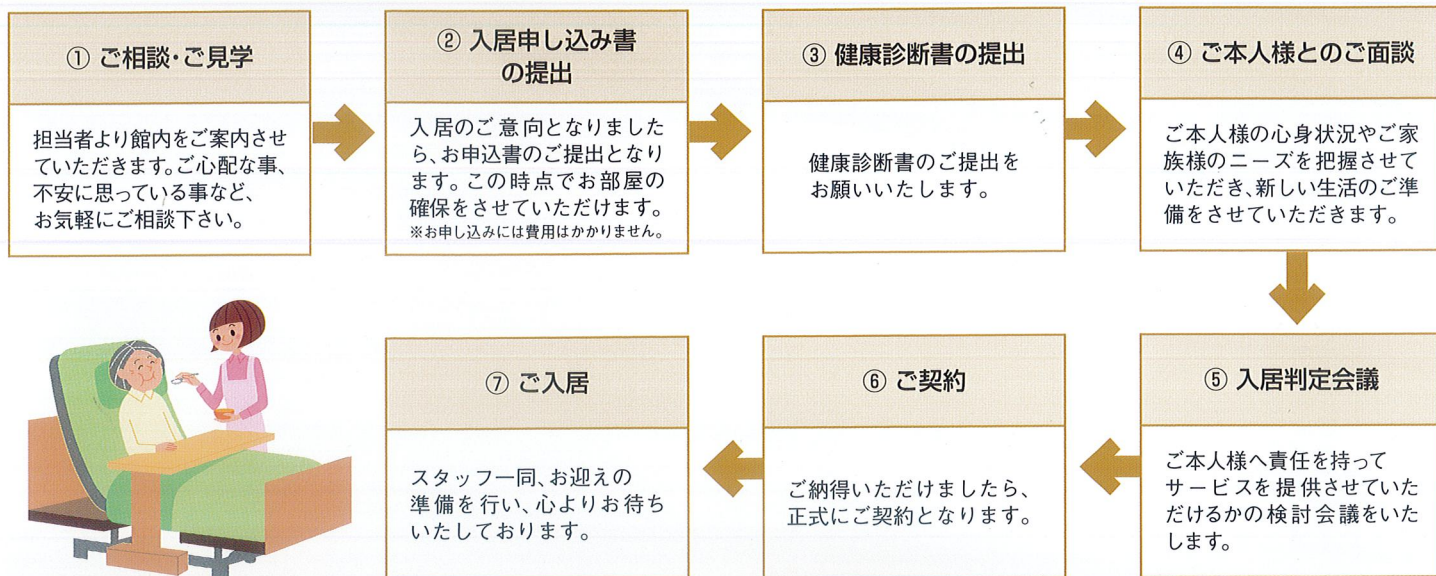 ① ご相談・ご見学
担当者より館内をご案内させ
ていただきます。ご心配な事、
不安に思っている事など、
お気軽にご相談下さい。
② 入居申し込み書
の提出
入居のご意向となりました
ら、お申込書のご提出となり
ます。この時点でお部屋の
確保をさせていただけます。
※お申し込みには費用はかかりません。
③ 健康診断書の提出
健康診断書のご提出を
お願いいたします。
④ ご本人様とのご面談
ご本人様の心身状況やご家
族様のニーズを把握させて
いただき、新しい生活のご準
備をさせていただきます。
⑤ 入居判定会議
ご本人様へ責任を持って
サービスを提供させていた
だけるかの検討会議をいた
します。
⑥ ご契約
ご納得いただけましたら、
正式にご契約となります。
⑦ ご入居
スタッフ一同、お迎えの
準備を行い、心よりお待ち
いたしております。